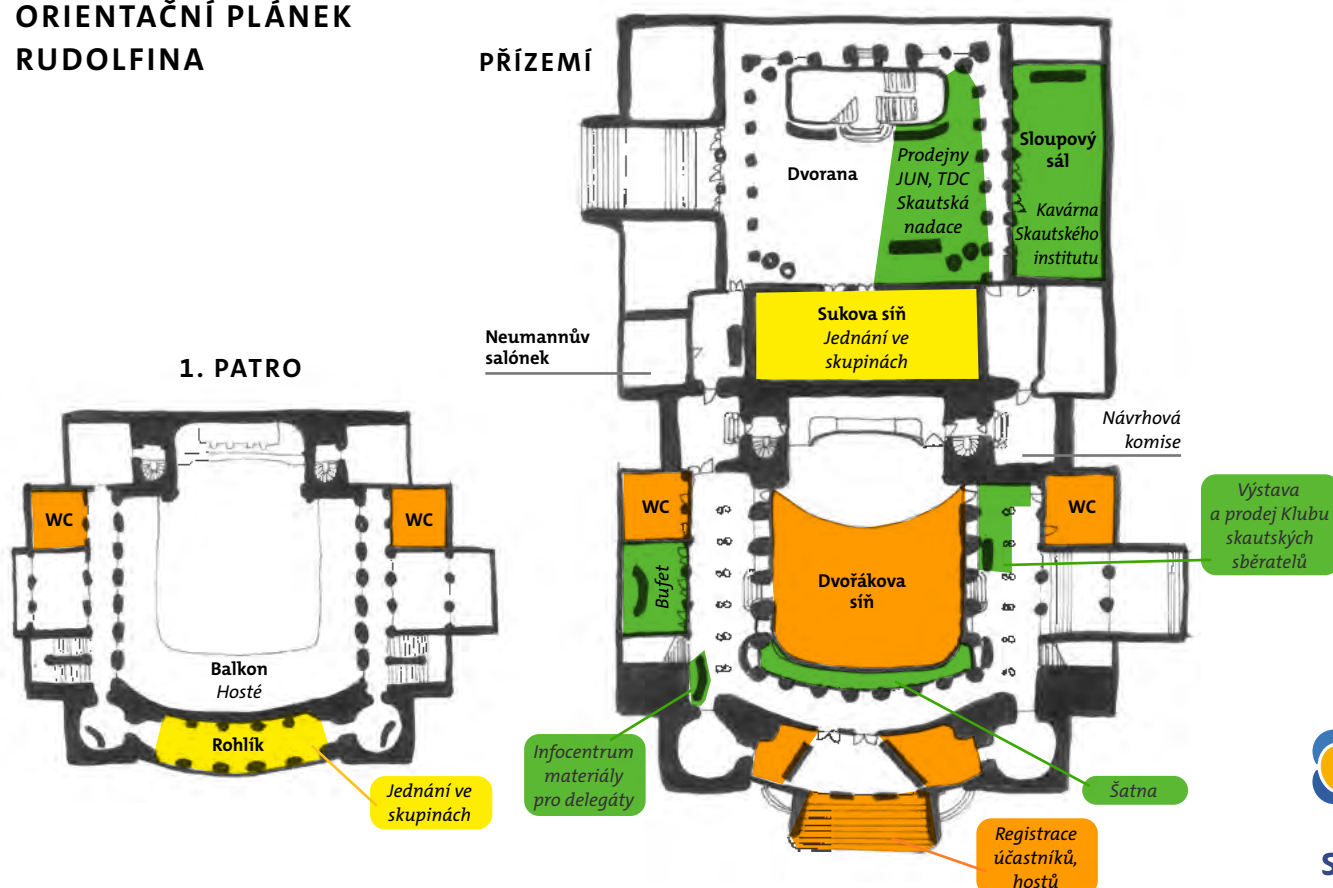 ORIENTAČNÍ PLÁNEK
RUDOLFINA
PŘÍZEMÍ
Dvorana
Prodejny
JUN, TDC
Skautská
nadace
Sloupový
sál
Kavárna
Skautského
institutu
Sukova síň
Jednání ve
skupinách
Neumannův
salónek
Návrhová
komise
WC
WC
Bufet
Dvořákova
síň
Výstava
a prodej Klubu
skautských
sběratelů
Infocentrum
materiály
pro delegáty
Šatna
Registrace
účastníků,
hostů
1. PATRO
WC
WC
Balkon
Hosté
Rohlík
Jednání ve
skupinách